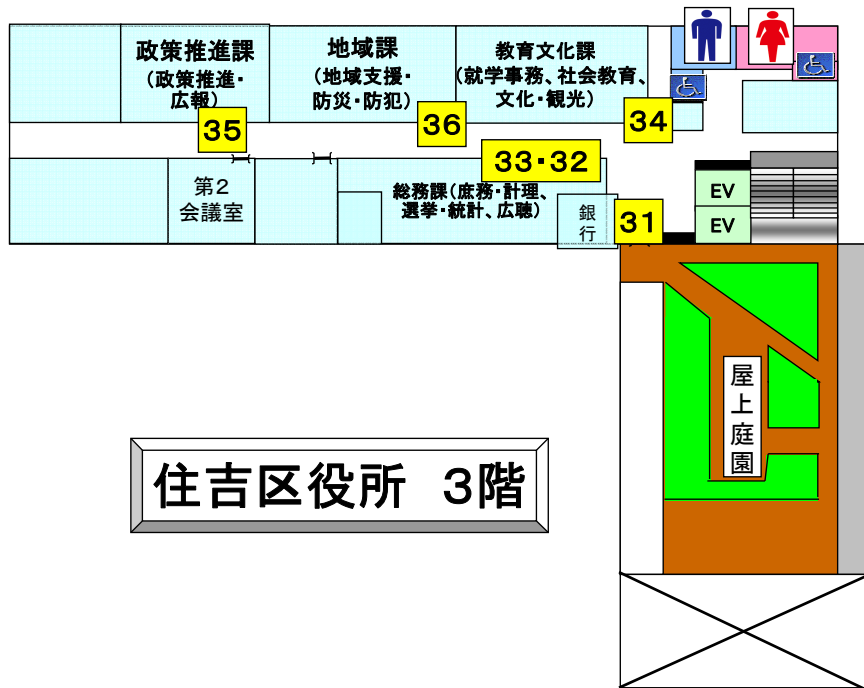 政策推進課
(政策推進・
広報)
35
地域課
(地域支援・
防災・防犯)
36
教育文化課
(就学事務、社会教育、
文化・観光)
34
33・32
第2
会議室
総務課(庶務・計理、
選挙・統計、広聴)
銀行
31
EV
EV
屋上庭園
住吉区役所 3階